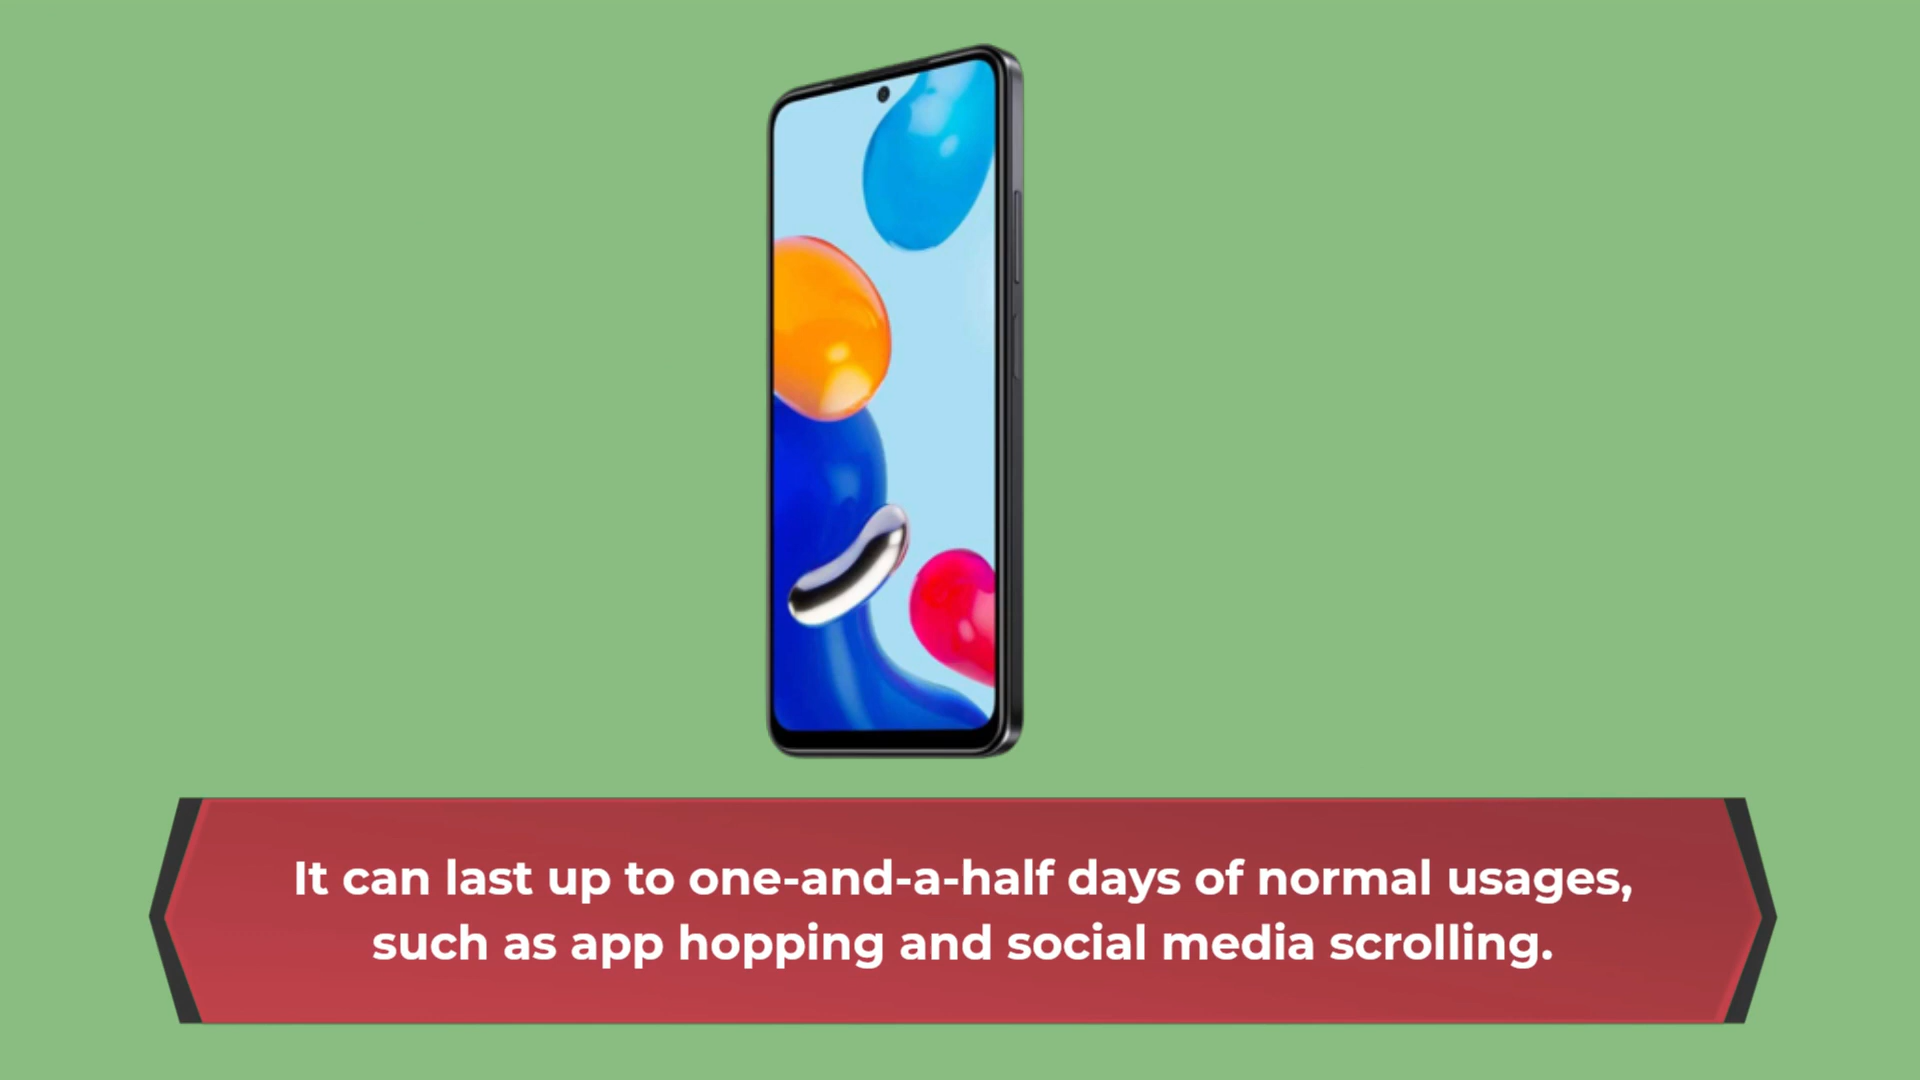 It can last up to one-and-a-half days of normal usages,
such as app hopping and social media scrolling.